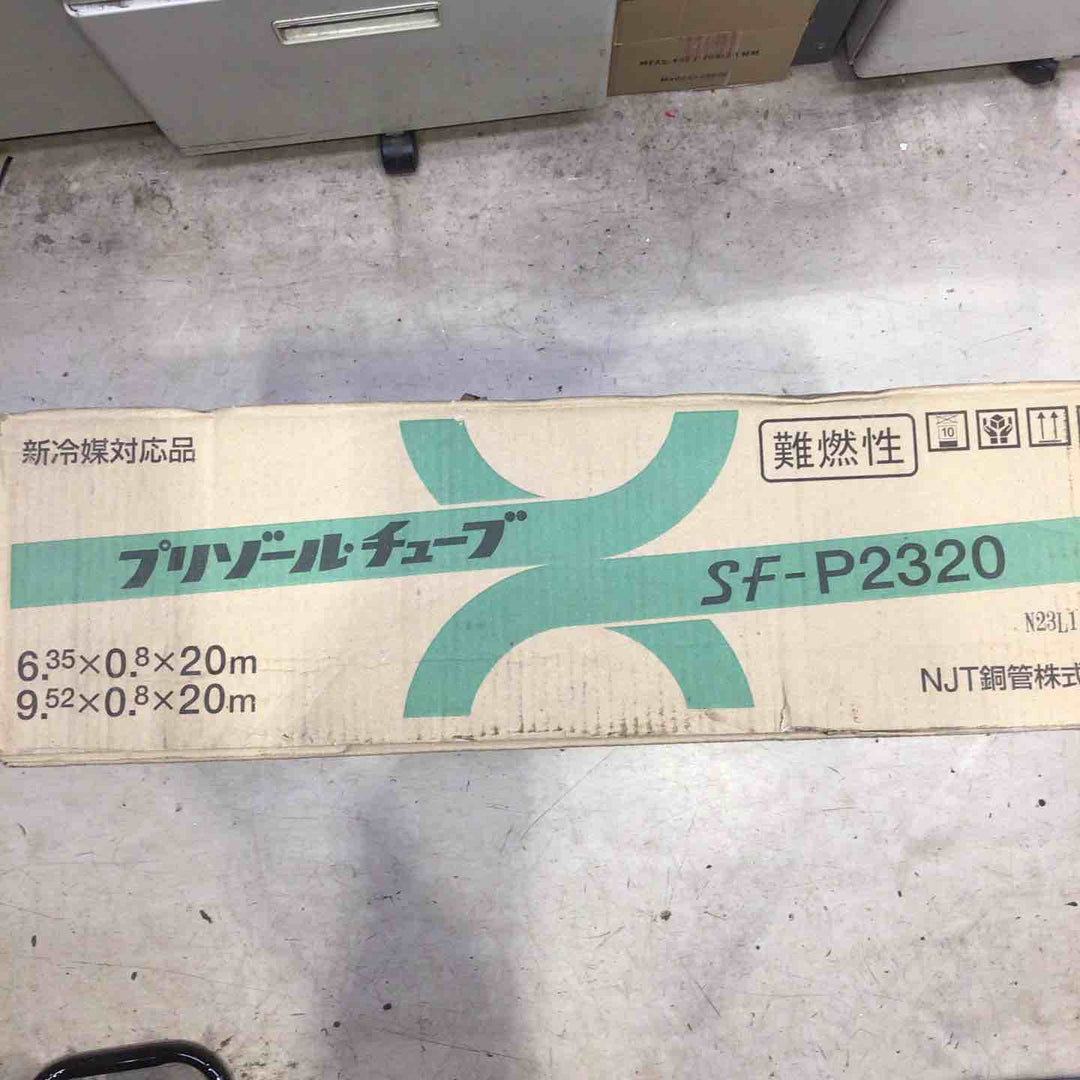 新冷媒対応品
難燃性
10
プリゾール・チューブ
SF-P2320
N23L1
6.35×0.8×20m
9.52×0.8×20m
NJT銅管株式